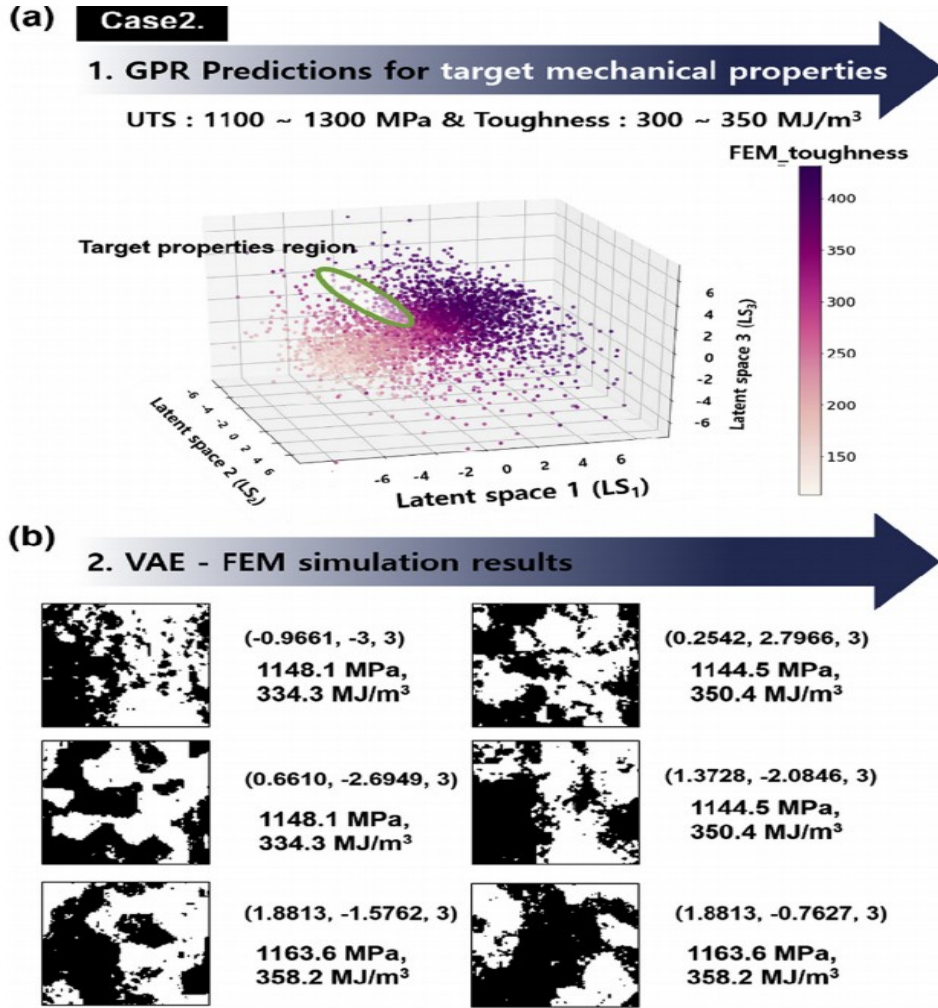 (a)
Case2.
1. GPR Predictions for target mechanical properties
UTS : 1100 ~ 1300 MPa & Toughness : 300 ~ 350 MJ/m³
FEM_toughness
400
350
300
250
200
150
Target properties region
6
4
2
0
-2
-4
-6
Latent space 3 (LS₃)
-6
-4
-2
0
2
4
6
Latent space 2 (LS₂)
-6
-4
-2
0
2
4
6
Latent space 1 (LS₁)
(b)
2. VAE - FEM simulation results
(-0.9661, -3, 3)
1148.1 MPa,
334.3 MJ/m³
(0.2542, 2.7966, 3)
1144.5 MPa,
350.4 MJ/m³
(0.6610, -2.6949, 3)
1148.1 MPa,
334.3 MJ/m³
(1.3728, -2.0846, 3)
1144.5 MPa,
350.4 MJ/m³
(1.8813, -1.5762, 3)
1163.6 MPa,
358.2 MJ/m³
(1.8813, -0.7627, 3)
1163.6 MPa,
358.2 MJ/m³